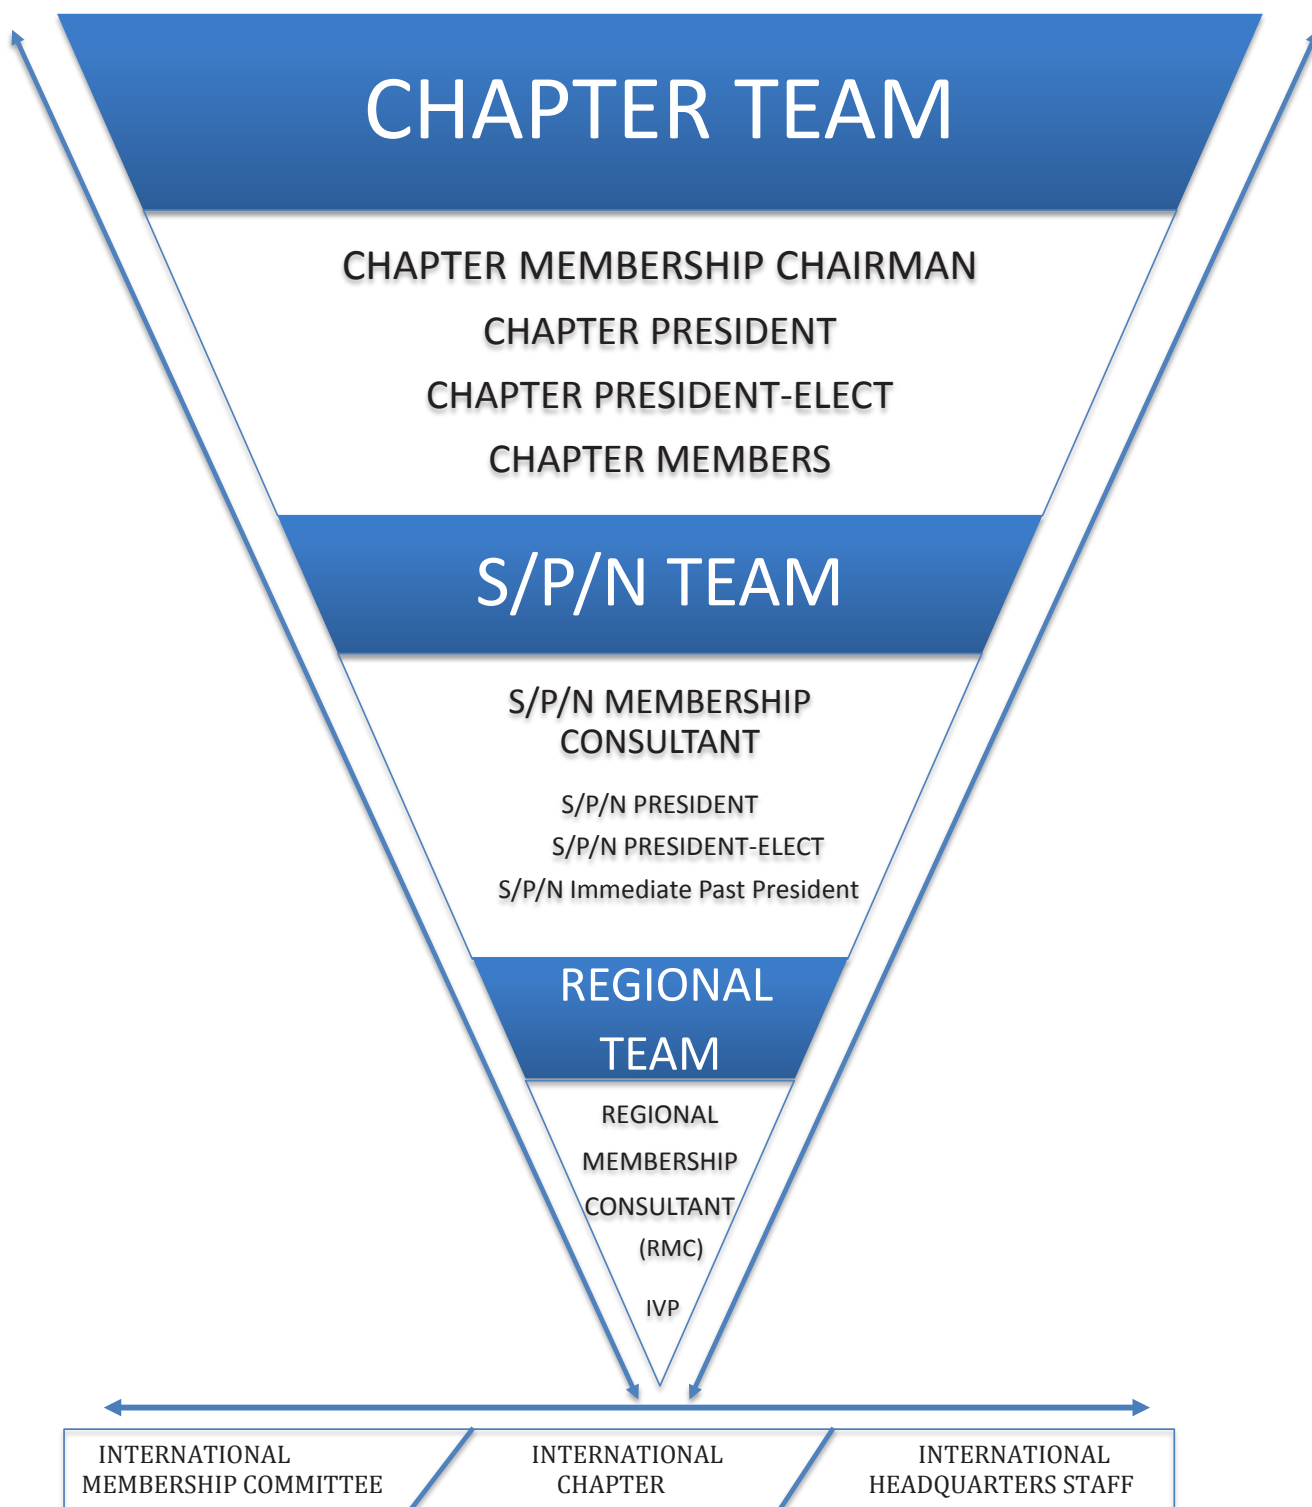 CHAPTER TEAM
CHAPTER MEMBERSHIP CHAIRMAN
CHAPTER PRESIDENT
CHAPTER PRESIDENT-ELECT
CHAPTER MEMBERS
S/P/N TEAM
S/P/N MEMBERSHIP
CONSULTANT
S/P/N PRESIDENT
S/P/N PRESIDENT-ELECT
S/P/N Immediate Past President
REGIONAL
TEAM
REGIONAL
MEMBERSHIP
CONSULTANT
(RMC)
IVP
INTERNATIONAL
MEMBERSHIP COMMITTEE
INTERNATIONAL
CHAPTER
INTERNATIONAL
HEADQUARTERS STAFF